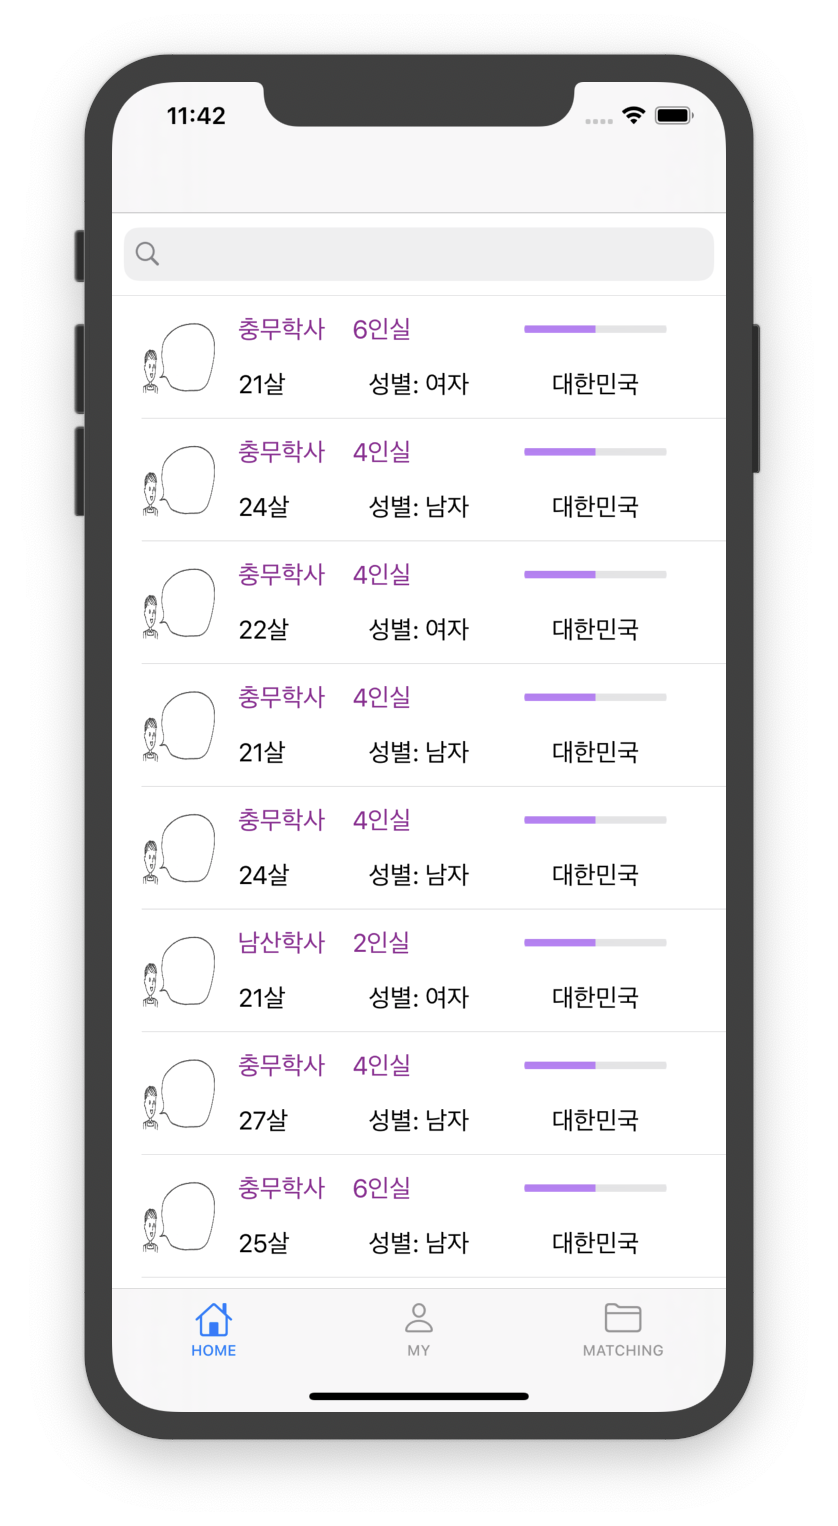 11:42
충무학사 6인실
21살 성별: 여자 대한민국
충무학사 4인실
24살 성별: 남자 대한민국
충무학사 4인실
22살 성별: 여자 대한민국
충무학사 4인실
21살 성별: 남자 대한민국
충무학사 4인실
24살 성별: 남자 대한민국
남산학사 2인실
21살 성별: 여자 대한민국
충무학사 4인실
27살 성별: 남자 대한민국
충무학사 6인실
25살 성별: 남자 대한민국
HOME MY MATCHING